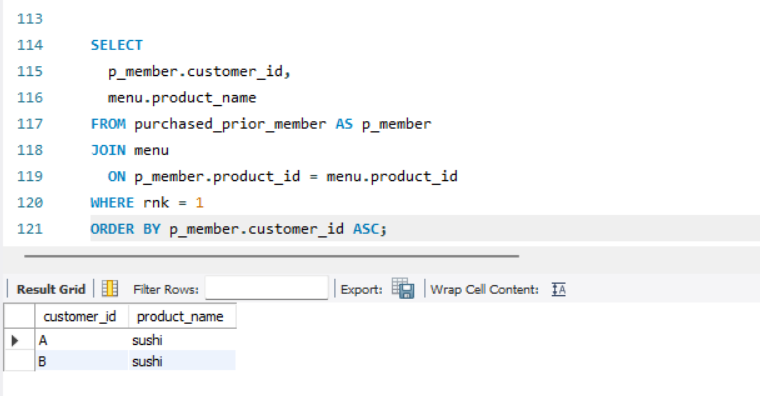 113
114 SELECT
115 p_member.customer_id,
116 menu.product_name
117 FROM purchased_prior_member AS p_member
118 JOIN menu
119 ON p_member.product_id = menu.product_id
120 WHERE rnk = 1
121 ORDER BY p_member.customer_id ASC;
Result Grid Filter Rows: Export: Wrap Cell Content: IA
customer_id product_name
A sushi
B sushi